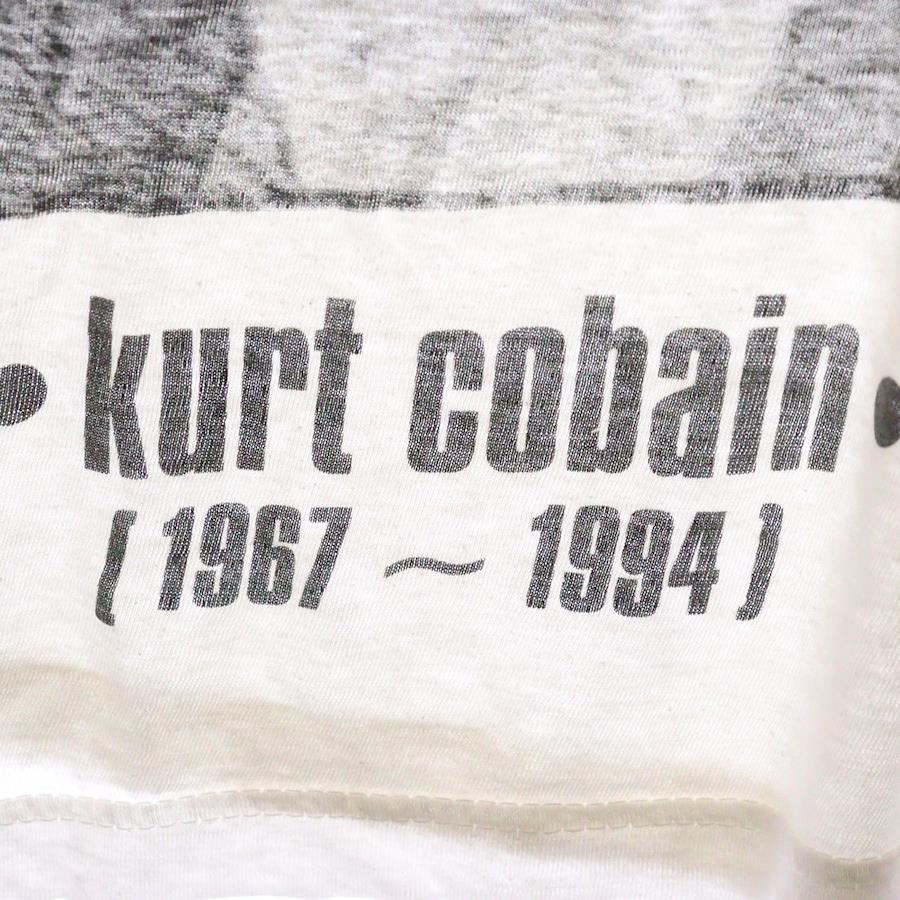 • kurt cobain •
( 1967 ～ 1994 )